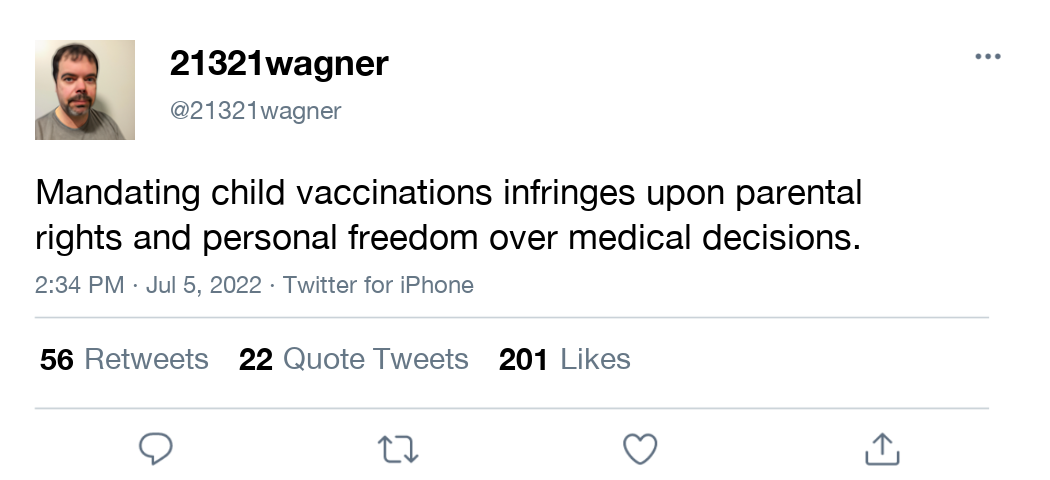 21321wagner
@21321wagner
Mandating child vaccinations infringes upon parental
rights and personal freedom over medical decisions.
2:34 PM · Jul 5, 2022 · Twitter for iPhone
56 Retweets 22 Quote Tweets 201 Likes